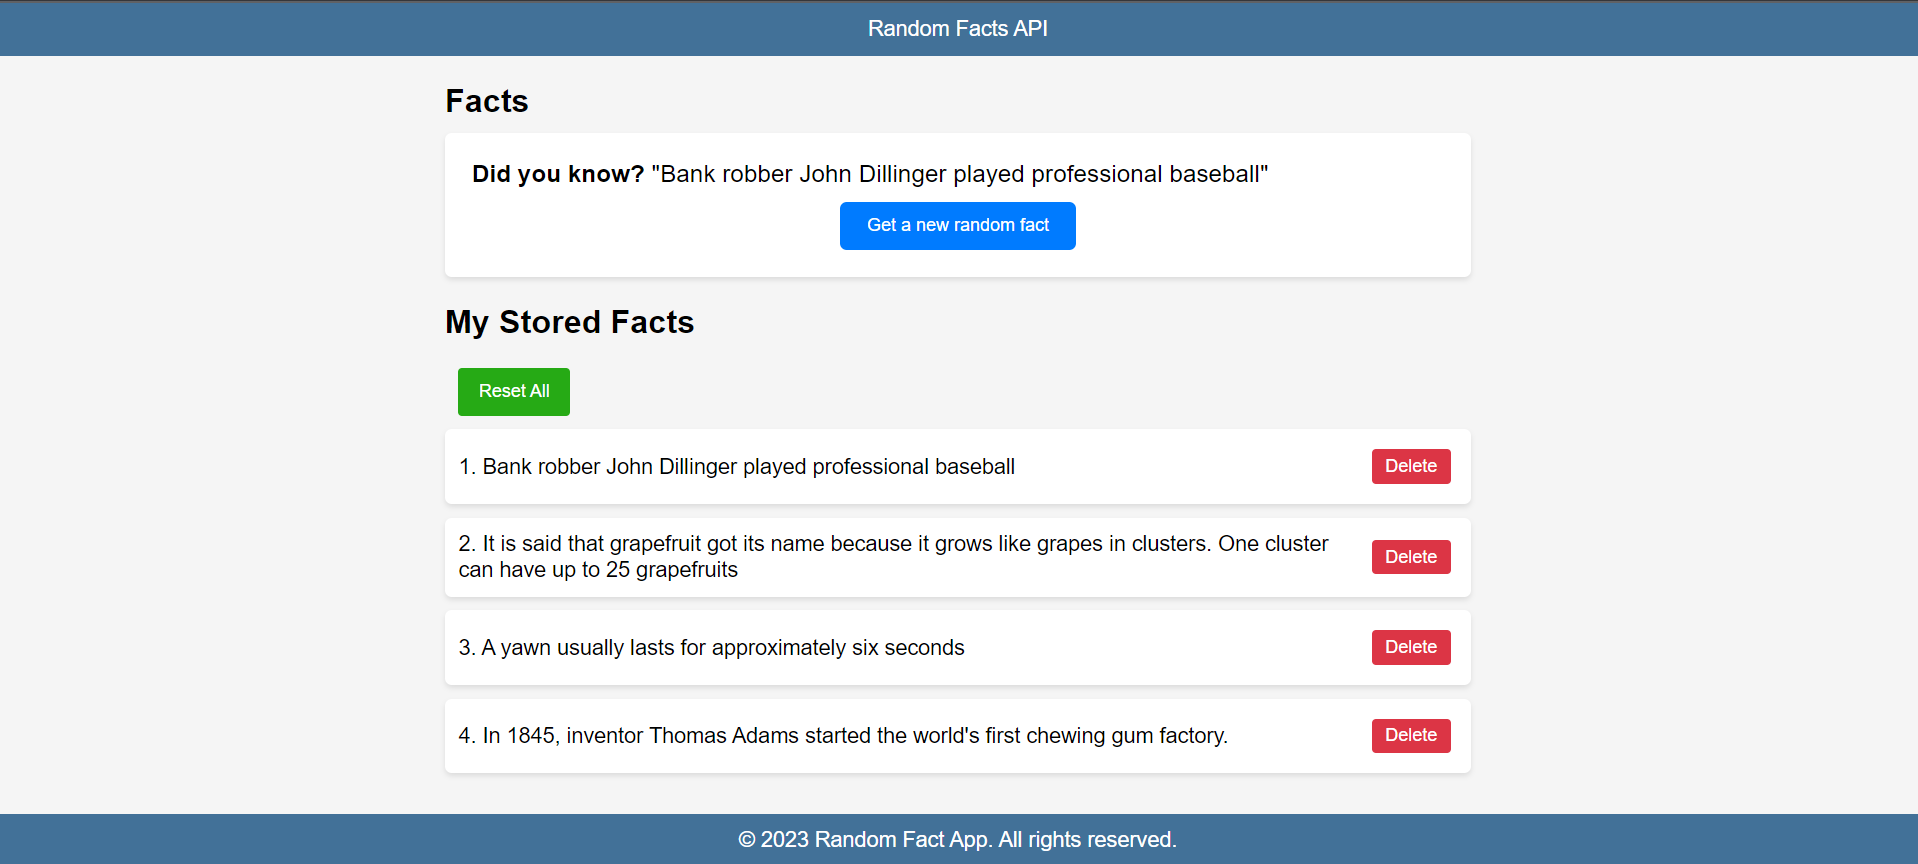 Random Facts API
Facts
Did you know? "Bank robber John Dillinger played professional baseball"
Get a new random fact
My Stored Facts
Reset All
1. Bank robber John Dillinger played professional baseball
Delete
2. It is said that grapefruit got its name because it grows like grapes in clusters. One cluster
can have up to 25 grapefruits
Delete
3. A yawn usually lasts for approximately six seconds
Delete
4. In 1845, inventor Thomas Adams started the world's first chewing gum factory.
Delete
© 2023 Random Fact App. All rights reserved.